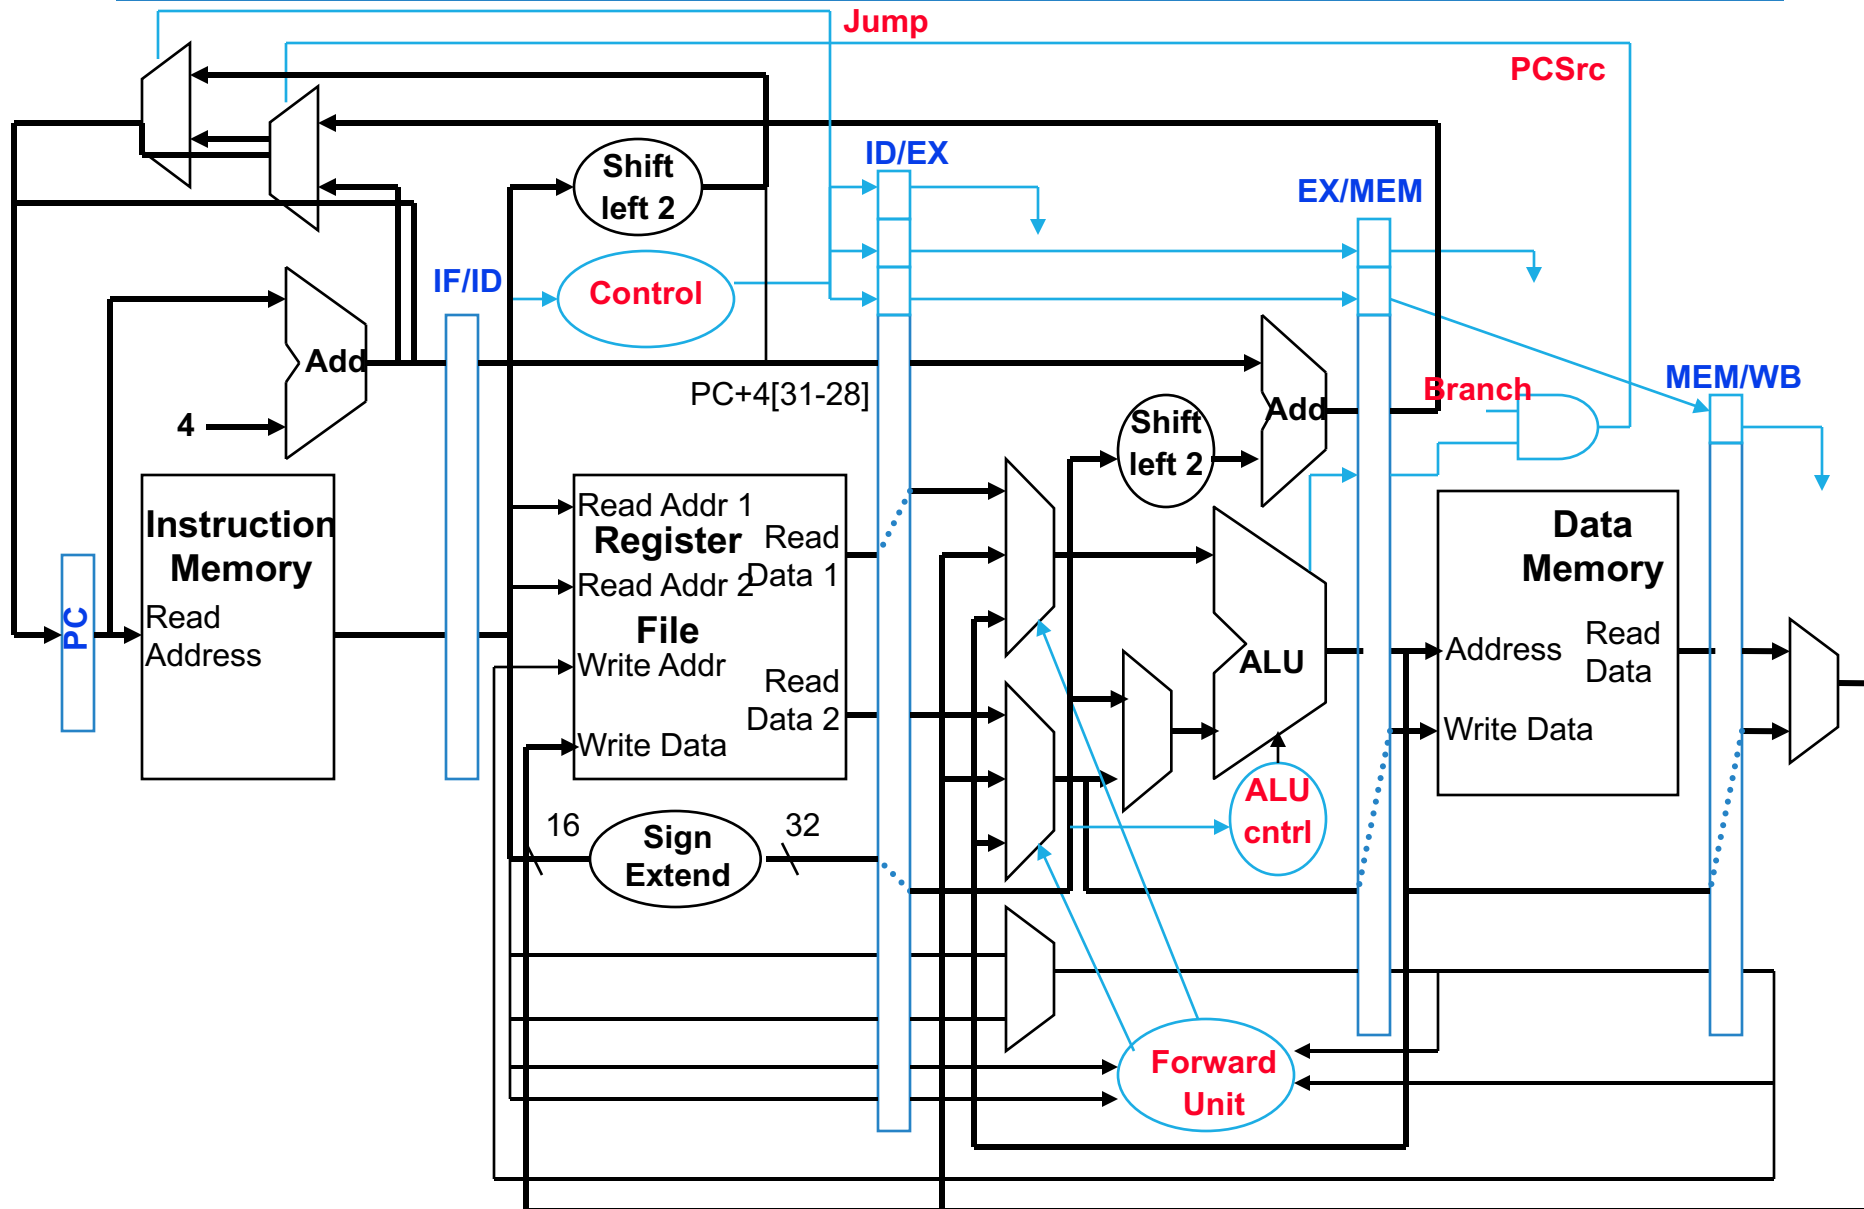 Jump
PCSrc
Shift
left 2
ID/EX
EX/MEM
IF/ID
Control
Add
PC+4[31-28]
4
Shift
left 2
Add
Branch
MEM/WB
Instruction
Memory
Read
Address
PC
Read Addr 1
Register
Read
Data 1
Read Addr 2
File
Write Addr
Read
Data 2
Write Data
ALU
Data
Memory
Address
Read
Data
Write Data
16
Sign
Extend
32
ALU
cntrl
Forward
Unit